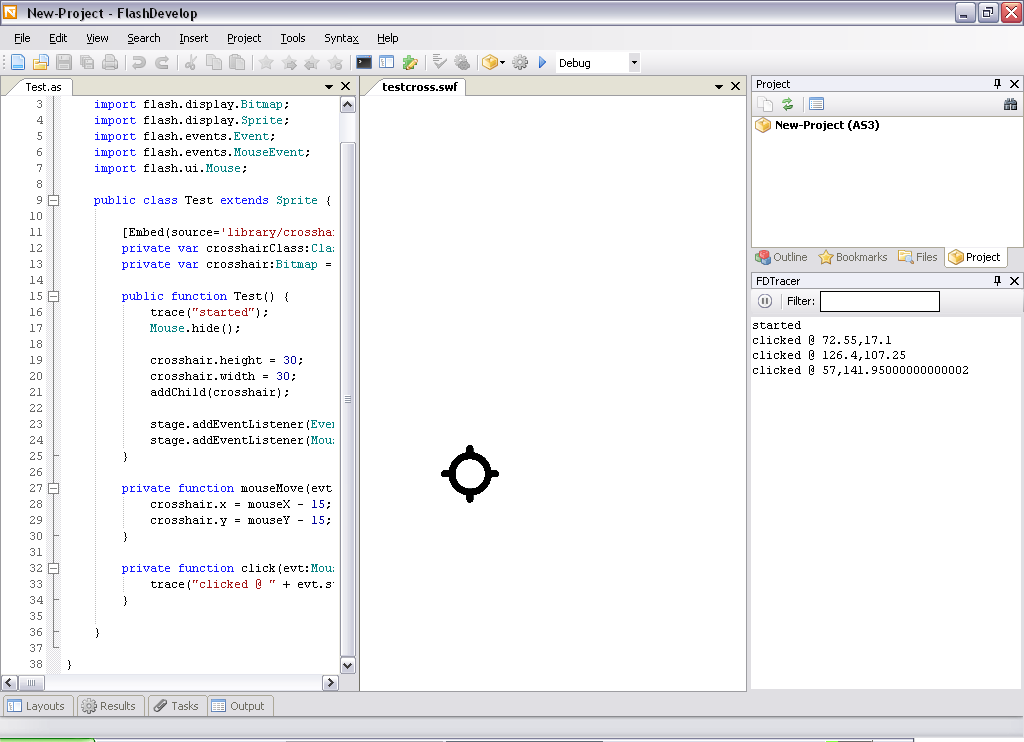 New-Project - FlashDevelop
File Edit View Search Insert Project Tools Syntax Help
Debug
Test.as
3 import flash.display.Bitmap;
4 import flash.display.Sprite;
5 import flash.events.Event;
6 import flash.events.MouseEvent;
7 import flash.ui.Mouse;
8
9 public class Test extends Sprite {
10
11 [Embed(source='library/crosshai
12 private var crosshairClass:Clas
13 private var crosshair:Bitmap =
14
15 public function Test() {
16 trace("started");
17 Mouse.hide();
18
19 crosshair.height = 30;
20 crosshair.width = 30;
21 addChild(crosshair);
22
23 stage.addEventListener(Even
24 stage.addEventListener(Mous
25 }
26
27 private function mouseMove(evt
28 crosshair.x = mouseX - 15;
29 crosshair.y = mouseY - 15;
30 }
31
32 private function click(evt:Mous
33 trace("clicked @ " + evt.st
34 }
35
36 }
37
38 }
testcross.swf
Project
New-Project (AS3)
Outline Bookmarks Files Project
FDTracer
Filter:
started
clicked @ 72.55,17.1
clicked @ 126.4,107.25
clicked @ 57,141.95000000000002
Layouts Results Tasks Output